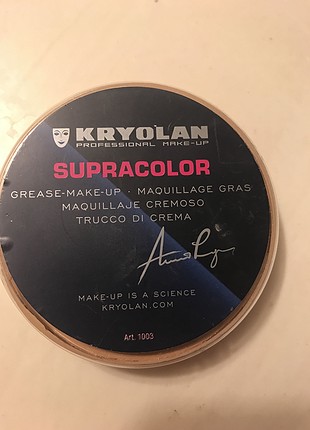 KRYOLAN
PROFESSIONAL MAKE-UP
SUPRACOLOR
GREASE-MAKE-UP · MAQUILLAGE GRAS
MAQUILLAJE CREMOSO
TRUCCO DI CREMA
MAKE-UP IS A SCIENCE
KRYOLAN.COM
Art. 1003